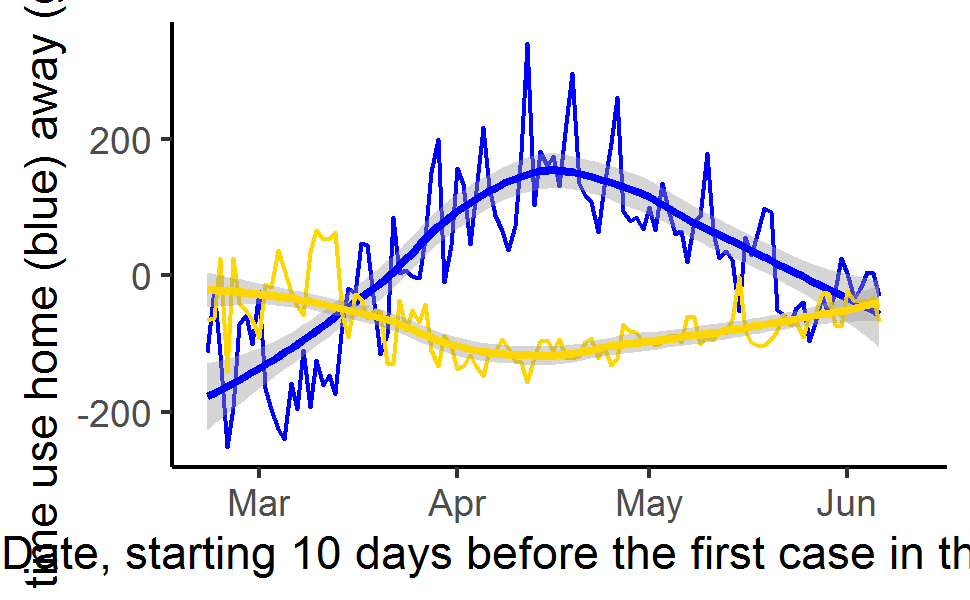 time use home (blue) away (
200
0
-200
Mar Apr May Jun
Date, starting 10 days before the first case in th